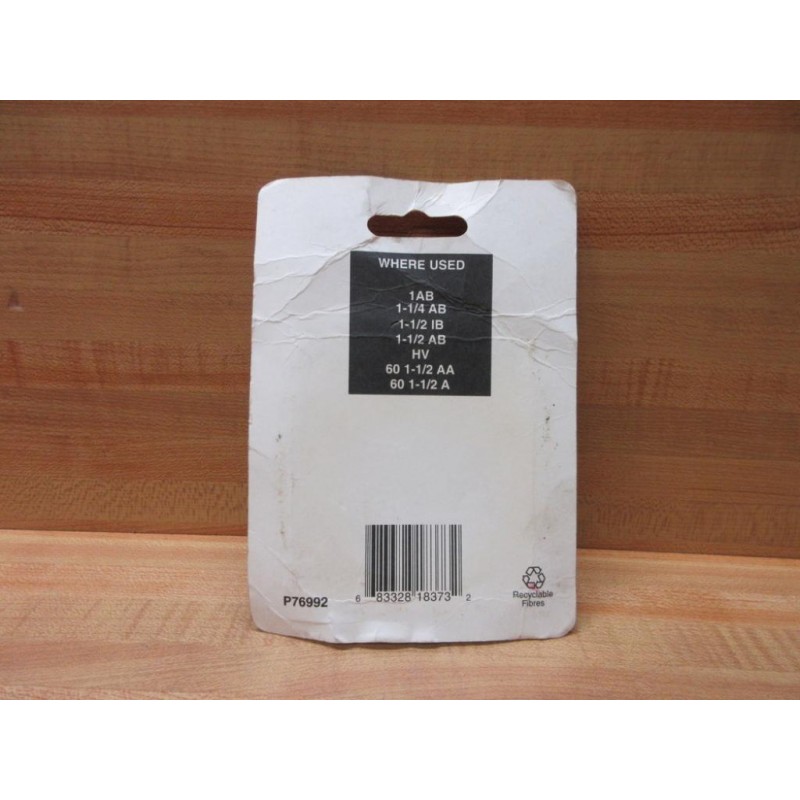 WHERE USED
1AB
1-1/4 AB
1-1/2 IB
1-1/2 AB
HV
60 1-1/2 AA
60 1-1/2 A
P76992
6 83328 18373 2
Recyclable
Fibres